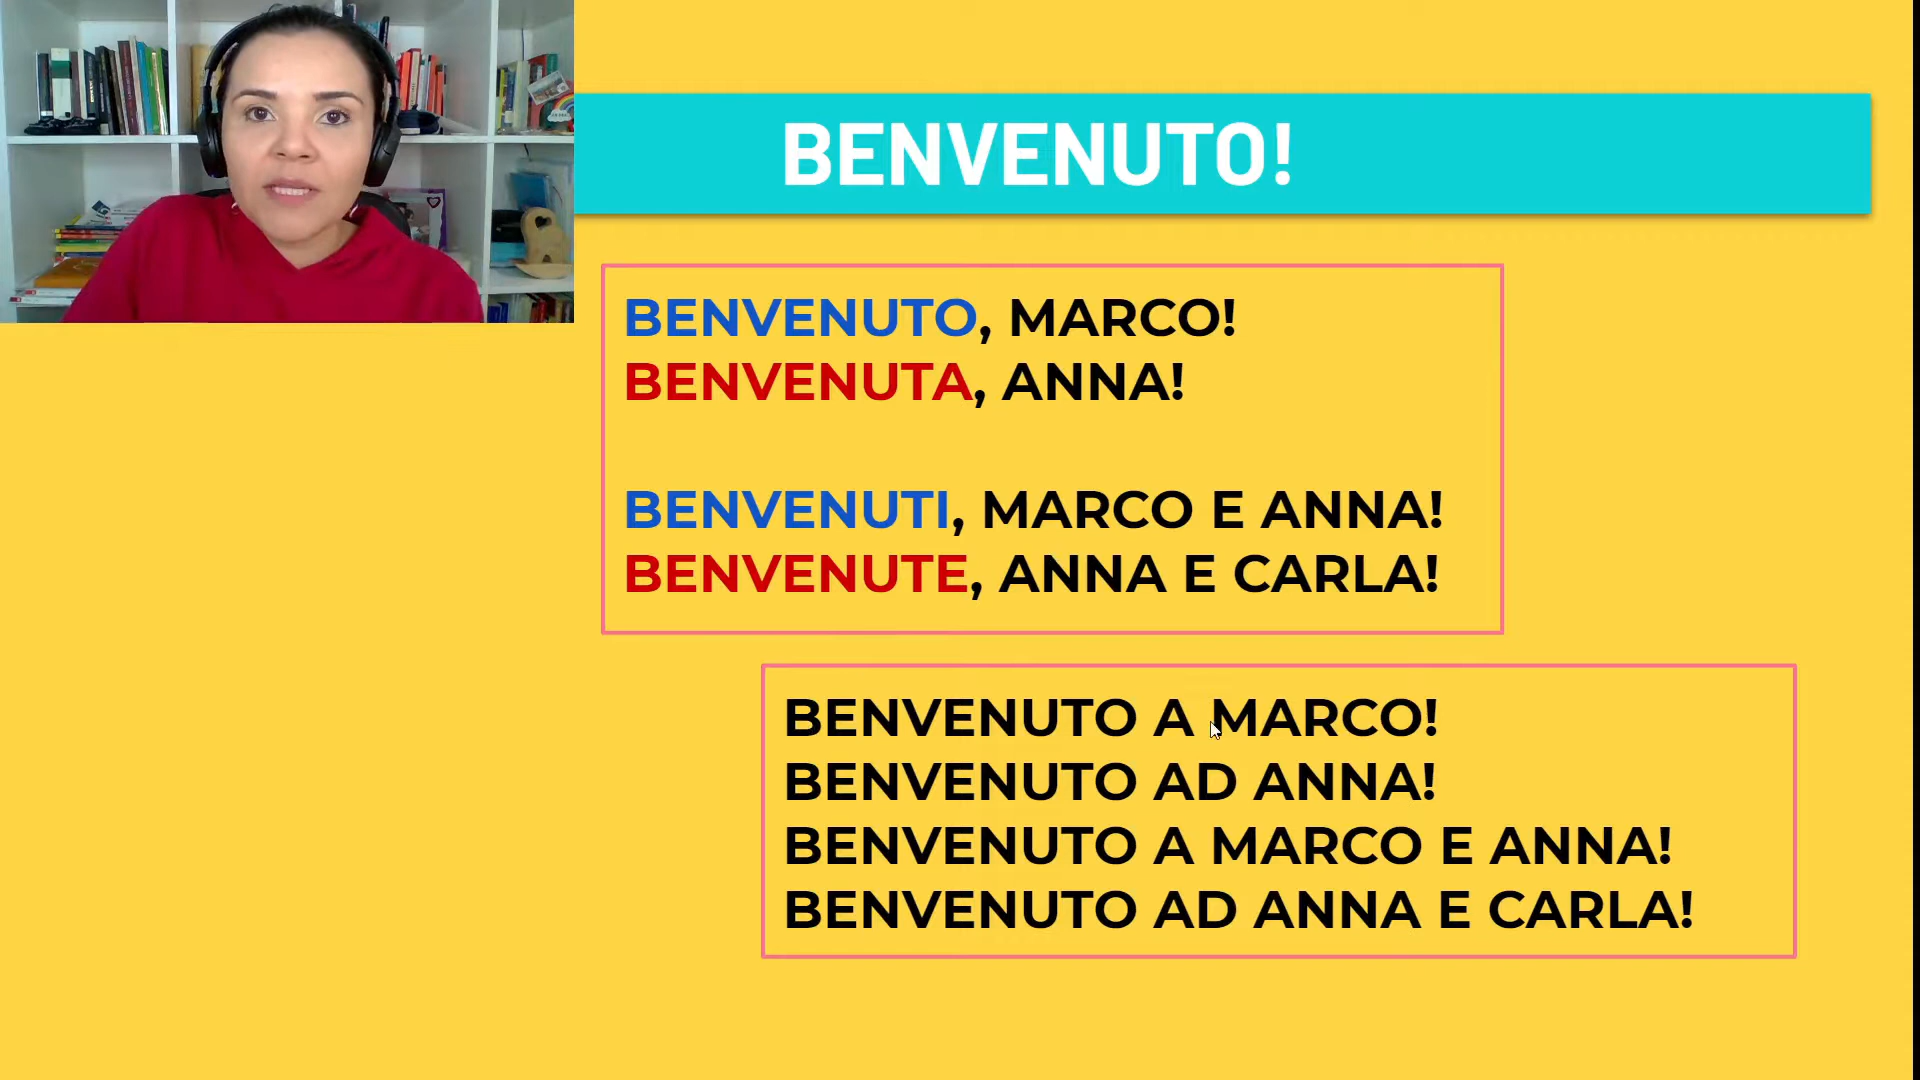 BENVENUTO!
BENVENUTO, MARCO!
BENVENUTA, ANNA!
BENVENUTI, MARCO E ANNA!
BENVENUTE, ANNA E CARLA!
BENVENUTO A MARCO!
BENVENUTO AD ANNA!
BENVENUTO A MARCO E ANNA!
BENVENUTO AD ANNA E CARLA!